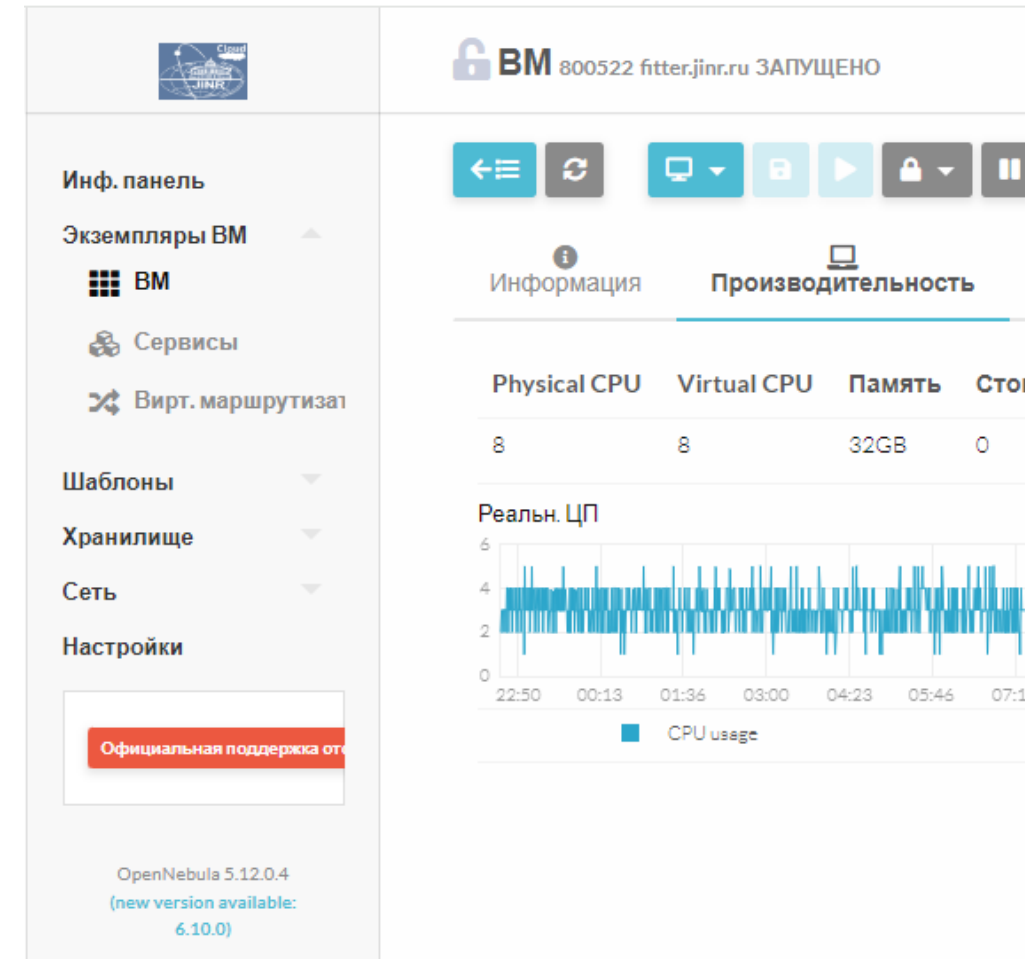 Cloud
JINR
ВМ 800522 fitter.jinr.ru ЗАПУЩЕНО
Инф. панель
Экземпляры ВМ
ВМ
Сервисы
Вирт. маршрутизат
Шаблоны
Хранилище
Сеть
Настройки
Официальная поддержка отк
OpenNebula 5.12.0.4
(new version available:
6.10.0)
Информация
Производительность
Physical CPU Virtual CPU Память Стои
8 8 32GB 0
Реальн. ЦП
6
4
2
0
22:50 00:13 01:36 03:00 04:23 05:46 07:1
CPU usage